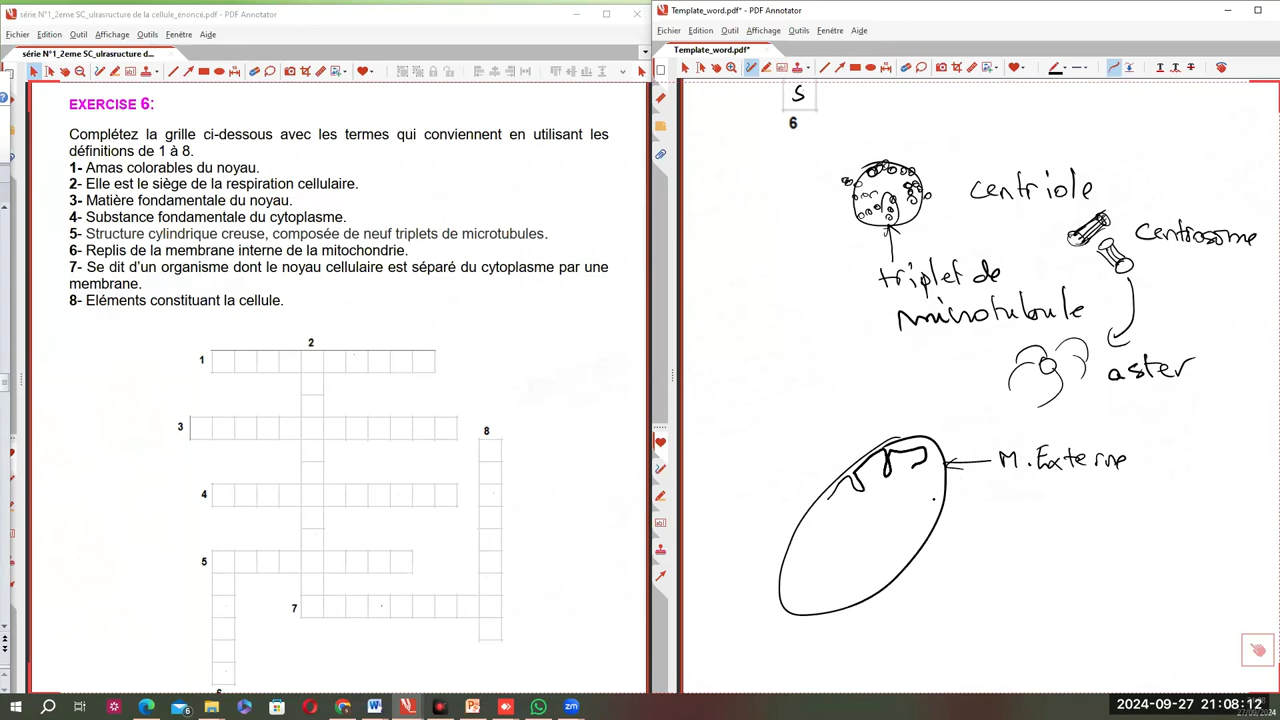 série N°1_2eme SC_ulrasructure de la cellule_énoncé.pdf - PDF Annotator
Fichier Edition Outil Affichage Outils Fenêtre Aide
série N°1_2eme SC_ulrasructure d...
EXERCISE 6:
Complétez la grille ci-dessous avec les termes qui conviennent en utilisant les
définitions de 1 à 8.
1- Amas colorables du noyau.
2- Elle est le siège de la respiration cellulaire.
3- Matière fondamentale du noyau.
4- Substance fondamentale du cytoplasme.
5- Structure cylindrique creuse, composée de neuf triplets de microtubules.
6- Replis de la membrane interne de la mitochondrie.
7- Se dit d'un organisme dont le noyau cellulaire est séparé du cytoplasme par une
membrane.
8- Eléments constituant la cellule.
2
1
3
8
4
5
7
6
Template_word.pdf* - PDF Annotator
Fichier Edition Outil Affichage Outils Fenêtre Aide
Template_word.pdf*
S
6
centriole
centrosome
triplet de
microtubule
aster
M. Externe
2024-09-27 21:08:12